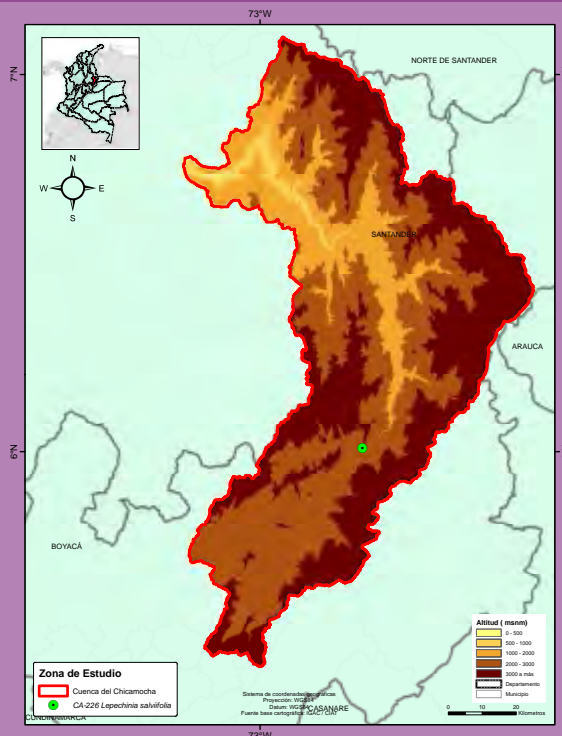 73°W
7°N
NORTE DE SANTANDER
N
W E
S
SANTANDER
ARAUCA
6°N
BOYACÁ
Altitud ( msnm)
0 - 500
500 - 1000
1000 - 2000
2000 - 3000
3000 a más
Departamento
Municipio
0 10 20
Kilometros
Zona de Estudio
Cuenca del Chicamocha
CA-226 Lepechinia salviifolia
CUNDINAMARCA
Sistema de coordenadas geográficas
Proyección: WGS84
Datum: WGS84
CASANARE
Fuente base cartográfica: IGAC / CIAT
73°W